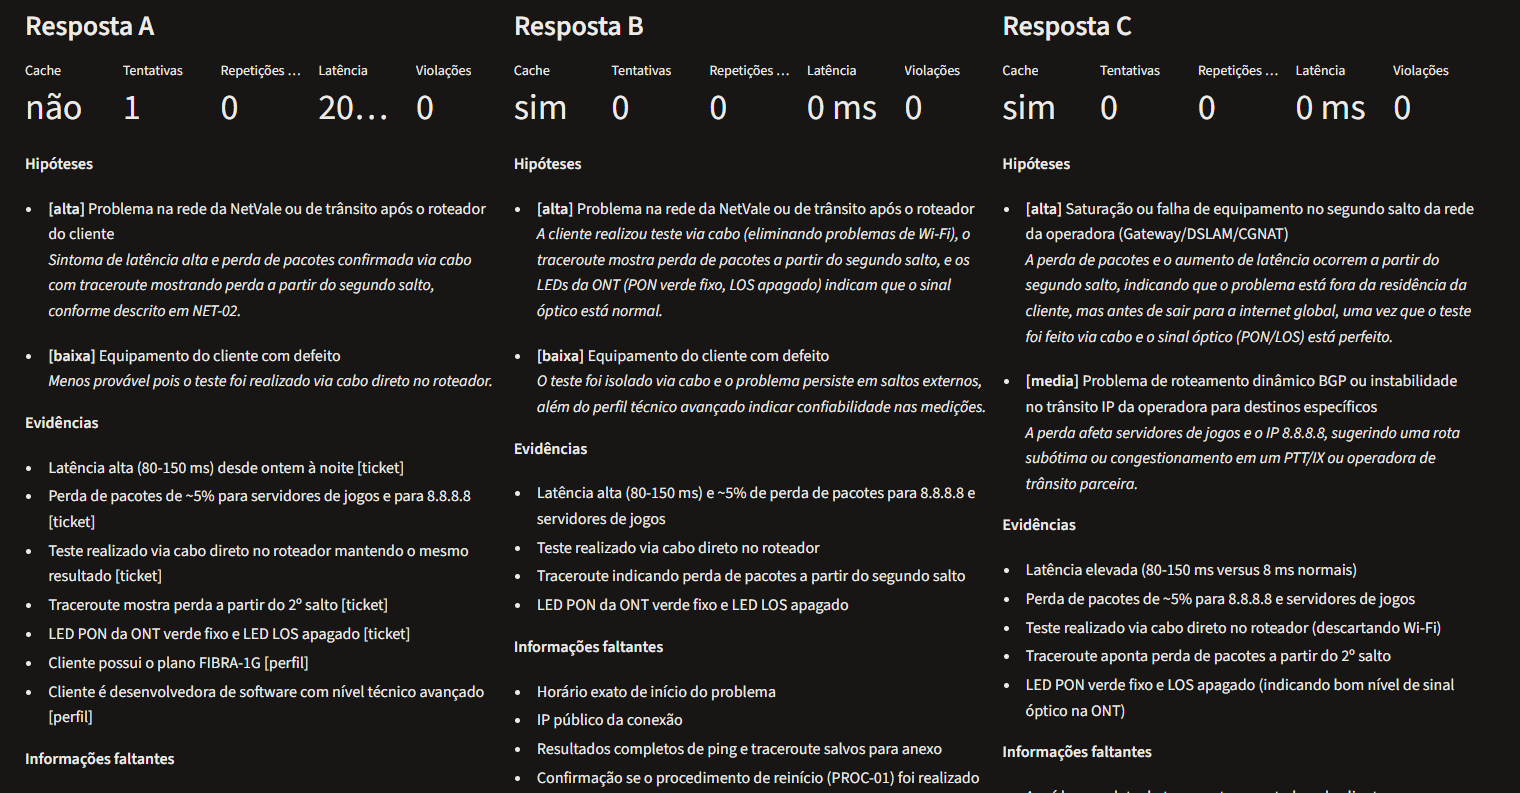 Resposta A
Cache Tentativas Repetições ... Latência Violações
não 1 0 20... 0
Hipóteses
[alta] Problema na rede da NetVale ou de trânsito após o roteador
do cliente
Sintoma de latência alta e perda de pacotes confirmada via cabo
com traceroute mostrando perda a partir do segundo salto,
conforme descrito em NET-02.
[baixa] Equipamento do cliente com defeito
Menos provável pois o teste foi realizado via cabo direto no roteador.
Evidências
Latência alta (80-150 ms) desde ontem à noite [ticket]
Perda de pacotes de ~5% para servidores de jogos e para 8.8.8.8
[ticket]
Teste realizado via cabo direto no roteador mantendo o mesmo
resultado [ticket]
Traceroute mostra perda a partir do 2º salto [ticket]
LED PON da ONT verde fixo e LED LOS apagado [ticket]
Cliente possui o plano FIBRA-1G [perfil]
Cliente é desenvolvedora de software com nível técnico avançado
[perfil]
Informações faltantes
Resposta B
Cache Tentativas Repetições ... Latência Violações
sim 0 0 0 ms 0
Hipóteses
[alta] Problema na rede da NetVale ou de trânsito após o roteador
A cliente realizou teste via cabo (eliminando problemas de Wi-Fi), o
traceroute mostra perda de pacotes a partir do segundo salto, e os
LEDs da ONT (PON verde fixo, LOS apagado) indicam que o sinal
óptico está normal.
[baixa] Equipamento do cliente com defeito
O teste foi isolado via cabo e o problema persiste em saltos externos,
além do perfil técnico avançado indicar confiabilidade nas medições.
Evidências
Latência alta (80-150 ms) e ~5% de perda de pacotes para 8.8.8.8 e
servidores de jogos
Teste realizado via cabo direto no roteador
Traceroute indicando perda de pacotes a partir do segundo salto
LED PON da ONT verde fixo e LED LOS apagado
Informações faltantes
Horário exato de início do problema
IP público da conexão
Resultados completos de ping e traceroute salvos para anexo
Confirmação se o procedimento de reinício (PROC-01) foi realizado
Resposta C
Cache Tentativas Repetições ... Latência Violações
sim 0 0 0 ms 0
Hipóteses
[alta] Saturação ou falha de equipamento no segundo salto da rede
da operadora (Gateway/DSLAM/CGNAT)
A perda de pacotes e o aumento de latência ocorrem a partir do
segundo salto, indicando que o problema está fora da residência da
cliente, mas antes de sair para a internet global, uma vez que o teste
foi feito via cabo e o sinal óptico (PON/LOS) está perfeito.
[media] Problema de roteamento dinâmico BGP ou instabilidade
no trânsito IP da operadora para destinos específicos
A perda afeta servidores de jogos e o IP 8.8.8.8, sugerindo uma rota
subótima ou congestionamento em um PTT/IX ou operadora de
trânsito parceira.
Evidências
Latência elevada (80-150 ms versus 8 ms normais)
Perda de pacotes de ~5% para 8.8.8.8 e servidores de jogos
Teste realizado via cabo direto no roteador (descartando Wi-Fi)
Traceroute aponta perda de pacotes a partir do 2º salto
LED PON verde fixo e LOS apagado (indicando bom nível de sinal
óptico na ONT)
Informações faltantes